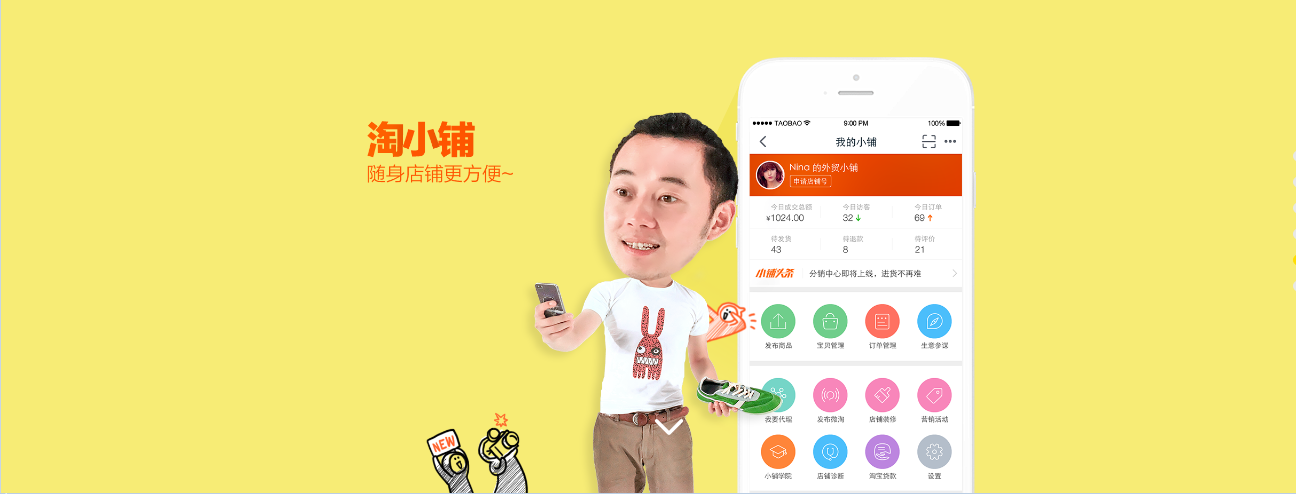 淘小铺
随身店铺更方便~
TAOBAO 9:00 PM 100%
我的小铺
Nina 的外贸小铺
申请店铺号
今日成交总额 今日访客 今日订单
¥1024.00 32 69
待发货 待退款 待评价
43 8 21
小铺头条 分销中心即将上线，进货不再难
发布商品 宝贝管理 订单管理 生意参谋
我要代理 发布微淘 店铺装修 营销活动
小铺学院 店铺诊断 淘宝贷款 设置
NEW